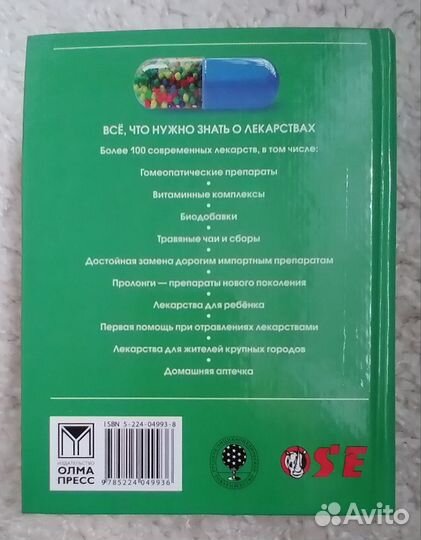 ВСЁ, ЧТО НУЖНО ЗНАТЬ О ЛЕКАРСТВАХ
Более 100 современных лекарств, в том числе:
Гомеопатические препараты
•
Витаминные комплексы
•
Биодобавки
•
Травяные чаи и сборы
•
Достойная замена дорогим импортным препаратам
•
Пролонги — препараты нового поколения
•
Лекарства для ребёнка
•
Первая помощь при отравлениях лекарствами
•
Лекарства для жителей крупных городов
•
Домашняя аптечка
ИЗДАТЕЛЬСТВО
ОЛМА
ПРЕСС
ISBN 5-224-04993-8
9785224049936
OSE
Avito